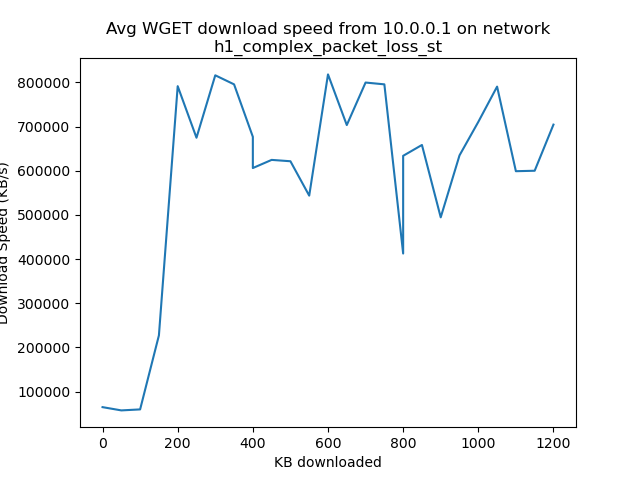 Avg WGET download speed from 10.0.0.1 on network
h1_complex_packet_loss_st
800000
700000
600000
500000
400000
300000
200000
100000
Download Speed (KB/s)
0 200 400 600 800 1000 1200
KB downloaded